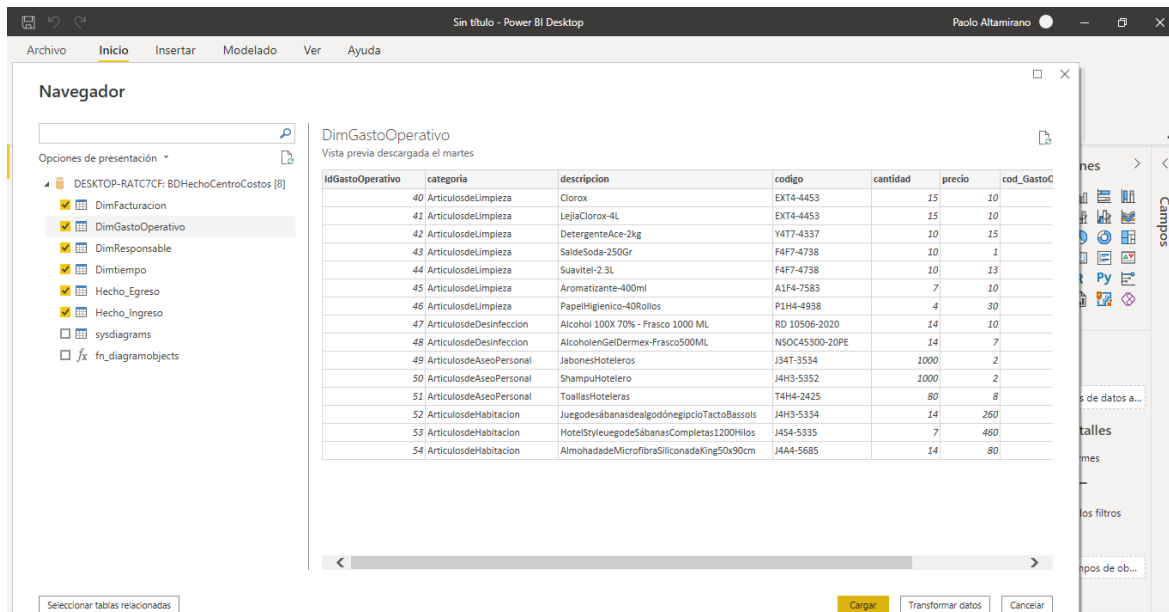 Sin título - Power BI Desktop
Paolo Altamirano
Archivo Inicio Insertar Modelado Ver Ayuda
Navegador
Opciones de presentación
DESKTOP-RATC7CF: BDHechoCentroCostos [8]
DimFacturacion
DimGastoOperativo
DimResponsable
Dimtiempo
Hecho_Egreso
Hecho_Ingreso
sysdiagrams
fx fn_diagramobjects
DimGastoOperativo
Vista previa descargada el martes
IdGastoOperativo categoria descripcion codigo cantidad precio cod_GastoO
40 ArticulosdeLimpieza Clorox EXT4-4453 15 10
41 ArticulosdeLimpieza LejiaClorox-4L EXT4-4453 15 10
42 ArticulosdeLimpieza DetergenteAce-2kg Y4T7-4337 10 15
43 ArticulosdeLimpieza SaldeSoda-250Gr F4F7-4738 10 1
44 ArticulosdeLimpieza Suavitel-2.3L F4F7-4738 10 13
45 ArticulosdeLimpieza Aromatizante-400ml A1F4-7583 7 10
46 ArticulosdeLimpieza PapelHigienico-40Rollos P1H4-4938 4 30
47 ArticulosdeDesinfeccion Alcohol 100X 70% - Frasco 1000 ML RD 10506-2020 14 10
48 ArticulosdeDesinfeccion AlcoholenGelDermex-Frasco500ML NSOC45300-20PE 14 7
49 ArticulosdeAseoPersonal JabonesHoteleros J34T-3534 1000 2
50 ArticulosdeAseoPersonal ShampuHotelero J4H3-5352 1000 2
51 ArticulosdeAseoPersonal ToallasHoteleras T4H4-2425 80 8
52 ArticulosdeHabitacion JuegodesábanasdealgodónegipcioTactoBassols J4H3-5334 14 260
53 ArticulosdeHabitacion HotelStyleuegodeSábanasCompletas1200Hilos J4S4-5335 7 460
54 ArticulosdeHabitacion AlmohadadeMicrofibraSiliconadaKing50x90cm J4A4-5685 14 80
Seleccionar tablas relacionadas
Cargar Transformar datos Cancelar
nes
Campos
Py
s de datos a...
talles
mes
los filtros
npos de ob...